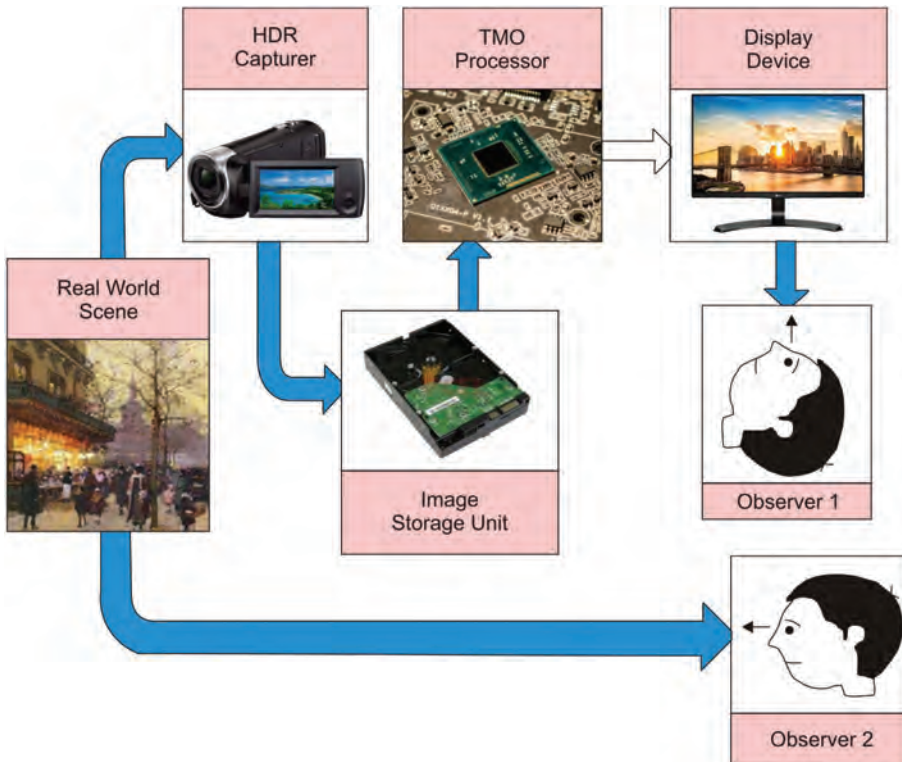 HDR
Capturer
TMO
Processor
Display
Device
Real World
Scene
Image
Storage Unit
Observer 1
Observer 2